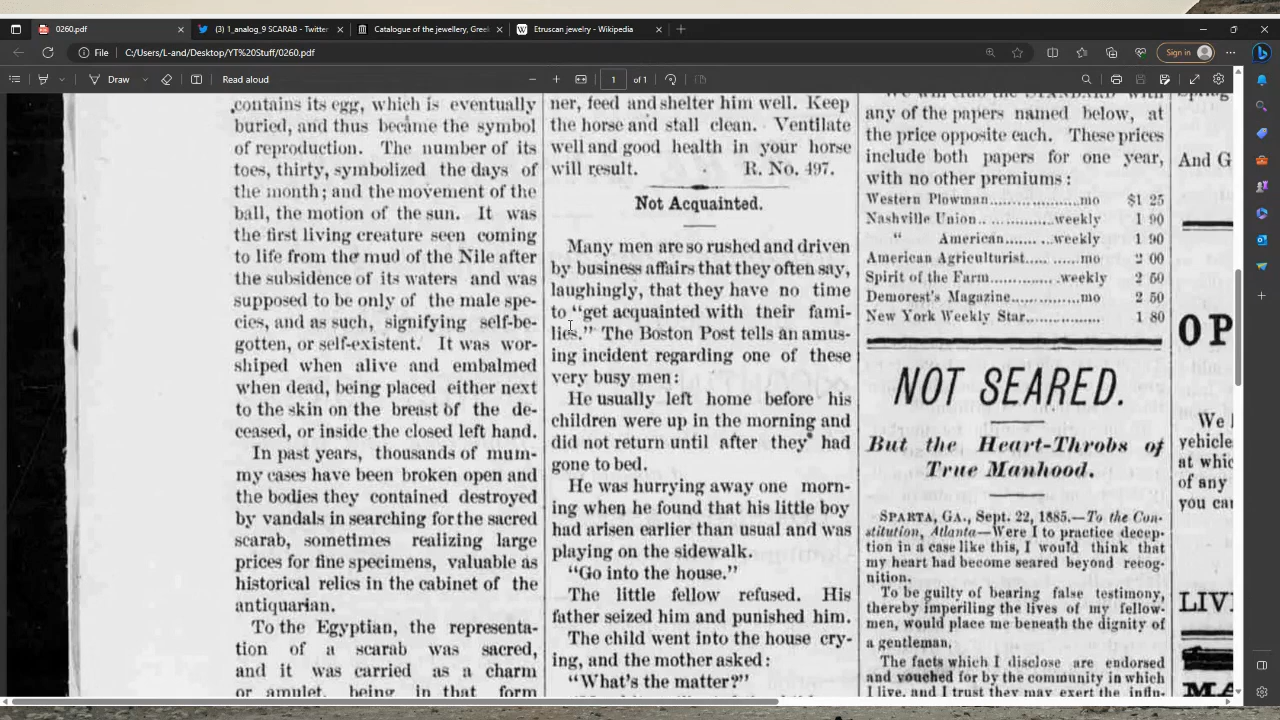 0260.pdf
(3) 1_analog_9 SCARAB - Twitter
Catalogue of the jewellery, Greel
Etruscan jewelry - Wikipedia
File
C:/Users/L-and/Desktop/YT%20Stuff/0260.pdf
Sign in
Draw
Read aloud
1 of 1
contains its egg, which is eventually
buried, and thus became the symbol
of reproduction. The number of its
toes, thirty, symbolized the days of
the month; and the movement of the
ball, the motion of the sun. It was
the first living creature seen coming
to life from the mud of the Nile after
the subsidence of its waters and was
supposed to be only of the male spe-
cies, and as such, signifying self-be-
gotten, or self-existent. It was wor-
shiped when alive and embalmed
when dead, being placed either next
to the skin on the breast of the de-
ceased, or inside the closed left hand.
In past years, thousands of mum-
my cases have been broken open and
the bodies they contained destroyed
by vandals in searching for the sacred
scarab, sometimes realizing large
prices for fine specimens, valuable as
historical relics in the cabinet of the
antiquarian.
To the Egyptian, the representa-
tion of a scarab was sacred,
and it was carried as a charm
or amulet, being in that form
ner, feed and shelter him well. Keep
the horse and stall clean. Ventilate
well and good health in your horse
will result. R. No. 497.
Not Acquainted.
Many men are so rushed and driven
by business affairs that they often say,
laughingly, that they have no time
to "get acquainted with their fami-
lies." The Boston Post tells an amus-
ing incident regarding one of these
very busy men:
He usually left home before his
children were up in the morning and
did not return until after they had
gone to bed.
He was hurrying away one morn-
ing when he found that his little boy
had arisen earlier than usual and was
playing on the sidewalk.
"Go into the house."
The little fellow refused. His
father seized him and punished him.
The child went into the house cry-
ing, and the mother asked:
"What's the matter?"
any of the papers named below, at
the price opposite each. These prices
include both papers for one year,
with no other premiums:
Western Plowman.....................mo $1 25
Nashville Union.. ..............weekly 1 90
" American....... ..weekly 1 90
American Agriculturist..... ......mo 2 00
Spirit of the Farm......weekly 2 50
Demorest's Magazine..............mo 2 50
New York Weekly Star............... 1 80
NOT SEARED.
But the Heart-Throbs of
True Manhood.
SPARTA, GA., Sept. 22, 1885.—To the Con-
stitution, Atlanta—Were I to practice decep-
tion in a case like this, I would think that
my heart had become seared beyond recog-
nition.
To be guilty of bearing false testimony,
thereby imperiling the lives of my fellow-
men, would place me beneath the dignity of
a gentleman.
The facts which I disclose are endorsed
and vouched for by the community in which
I live, and I trust they may exert the influ-
And G
OP
We
vehicle
at whic
of any
you can
LIV
MA